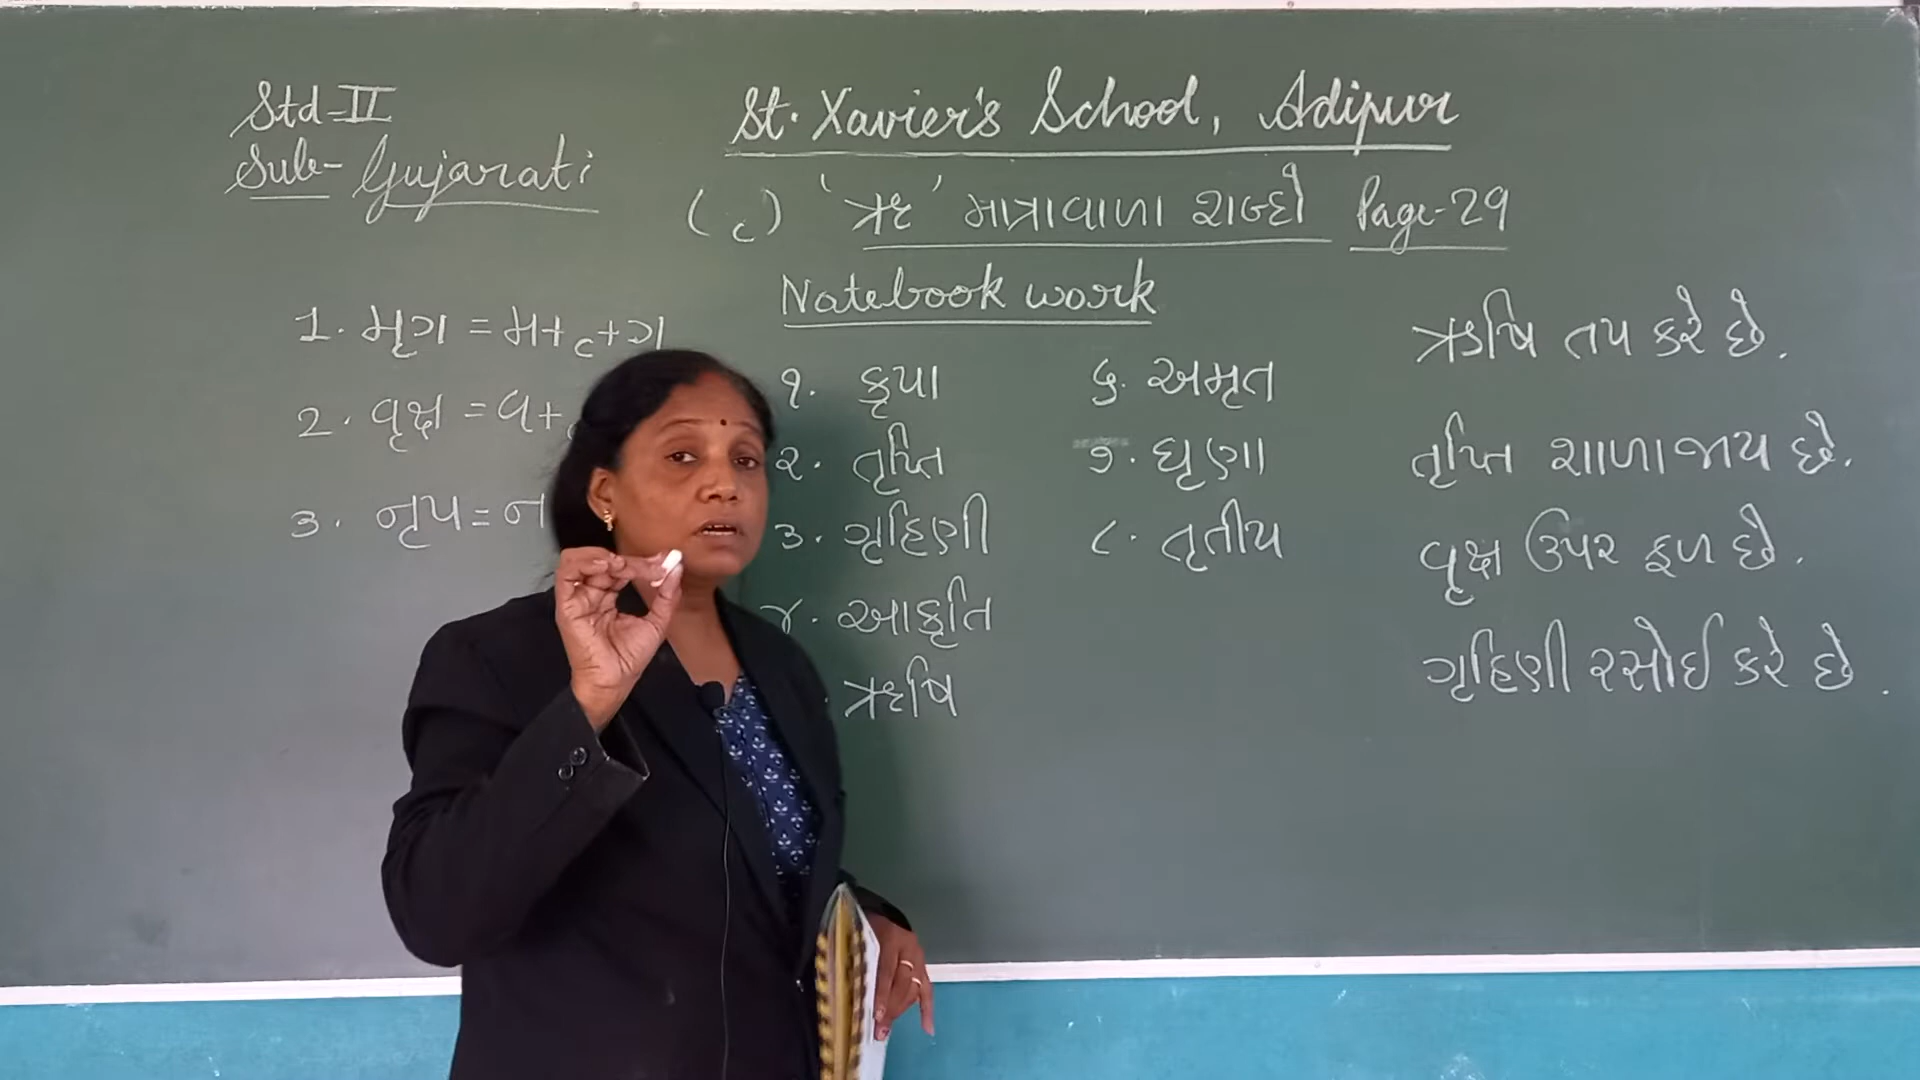 Std-II
Sub- Gujarati
St. Xavier's School, Adipur
( ૃ ) 'ઋ' માત્રાવાળા શબ્દો Page-29
Notebook work
1. મૃગ = મ+ૃ+ગ
2. વૃક્ષ = વ+
3. નૃપ = ન
૧. કૃપા
૨. તૃપ્તિ
૩. ગૃહિણી
૪. આકૃતિ
ઋષિ
૬. અમૃત
૭. ઘૃણા
૮. તૃતીય
ઋષિ તપ કરે છે.
તૃપ્તિ શાળા જાય છે.
વૃક્ષ ઉપર ફળ છે.
ગૃહિણી રસોઈ કરે છે.